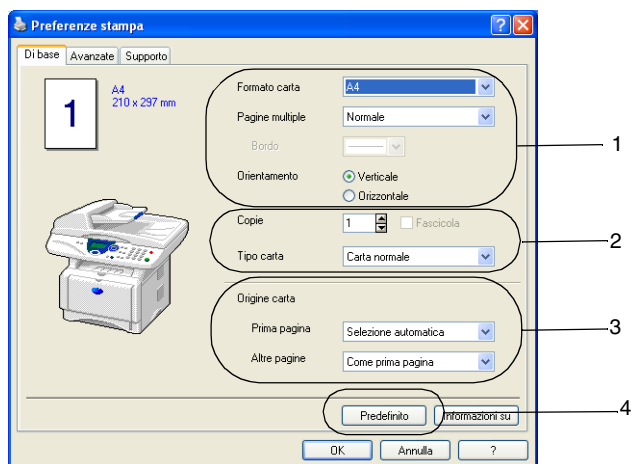 Preferenze stampa
Di base Avanzate Supporto
1
A4
210 x 297 mm
Formato carta A4
Pagine multiple Normale
Bordo
Orientamento Verticale
Orizzontale
1
Copie 1 Fascicola
Tipo carta Carta normale
2
Origine carta
Prima pagina Selezione automatica
Altre pagine Come prima pagina
3
Predefinito Informazioni su
4
OK Annulla ?